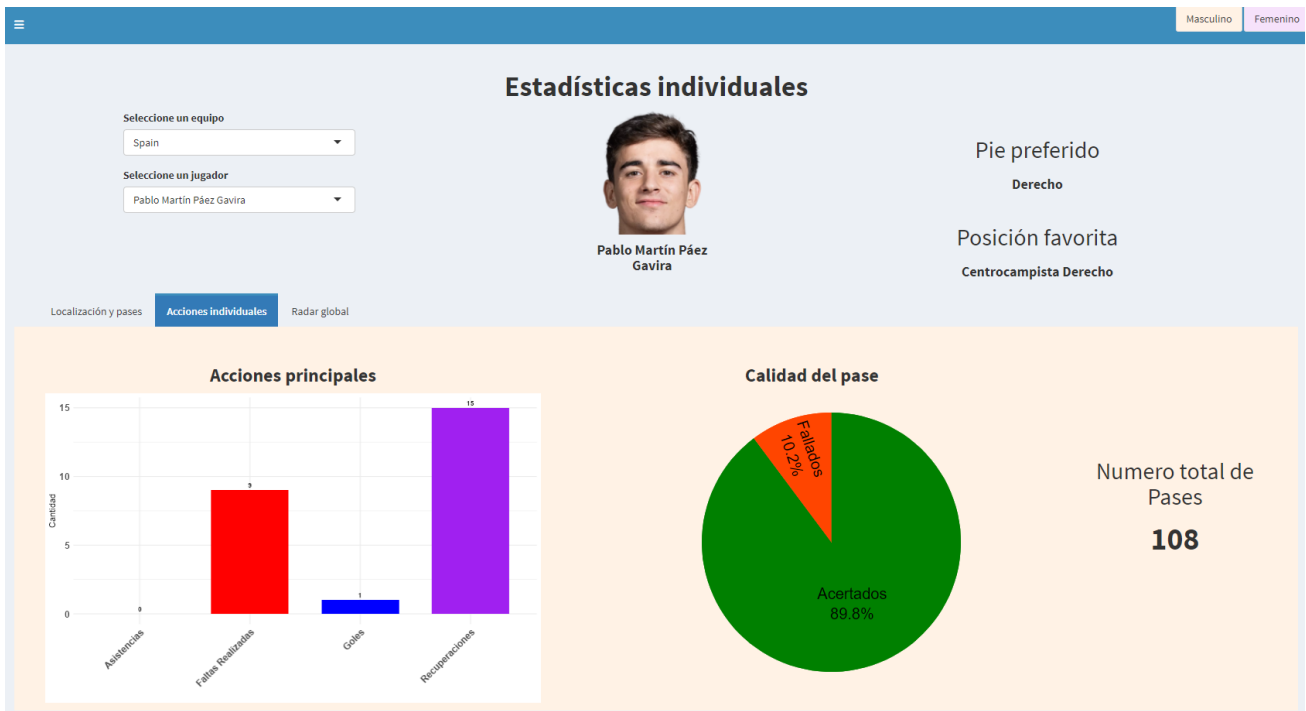 Masculino
Femenino
Estadísticas individuales
Seleccione un equipo
Spain
Seleccione un jugador
Pablo Martín Páez Gavira
Pablo Martín Páez
Gavira
Pie preferido
Derecho
Posición favorita
Centrocampista Derecho
Localización y pases
Acciones individuales
Radar global
Acciones principales
15
10
5
0
Cantidad
0
9
1
15
Asistencias
Faltas Realizadas
Goles
Recuperaciones
Calidad del pase
Fallados
10.2%
Acertados
89.8%
Numero total de
Pases
108